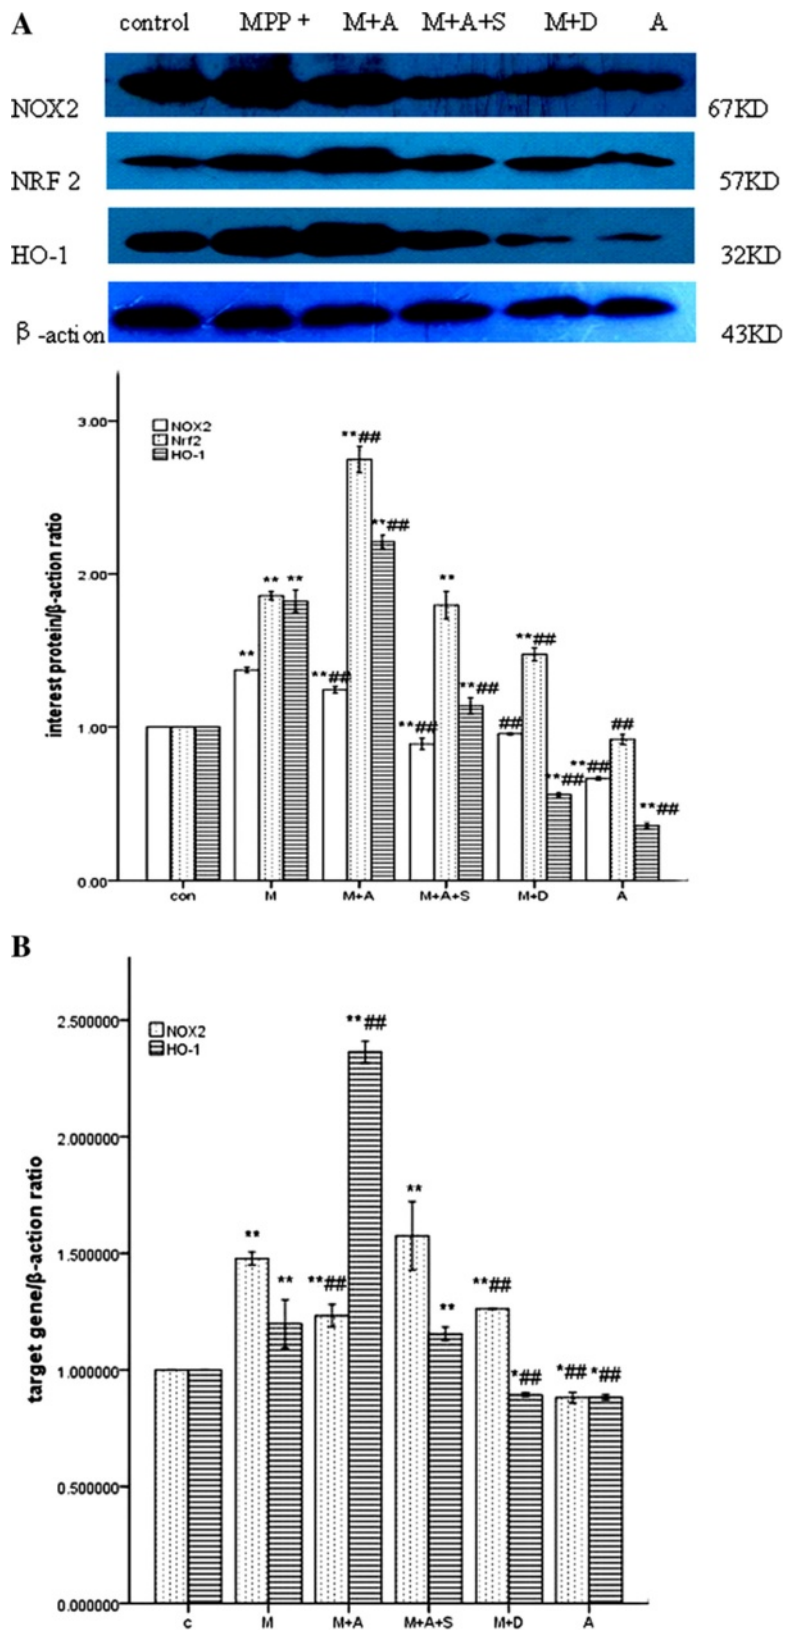 A
control MPP + M+A M+A+S M+D A
NOX2 67KD
NRF 2 57KD
HO-1 32KD
β -action 43KD
3.00
2.00
1.00
0.00
interest protein/β-action ratio
NOX2
Nrf2
HO-1
** ** **
**## **## **##
**## ** **##
## **## **##
**## ## **##
con M M+A M+A+S M+D A
B
2.500000
2.000000
1.500000
1.000000
0.500000
0.000000
target gene/β-action ratio
NOX2
HO-1
** **
**## **##
** **
**## *##
*## *##
c M M+A M+A+S M+D A